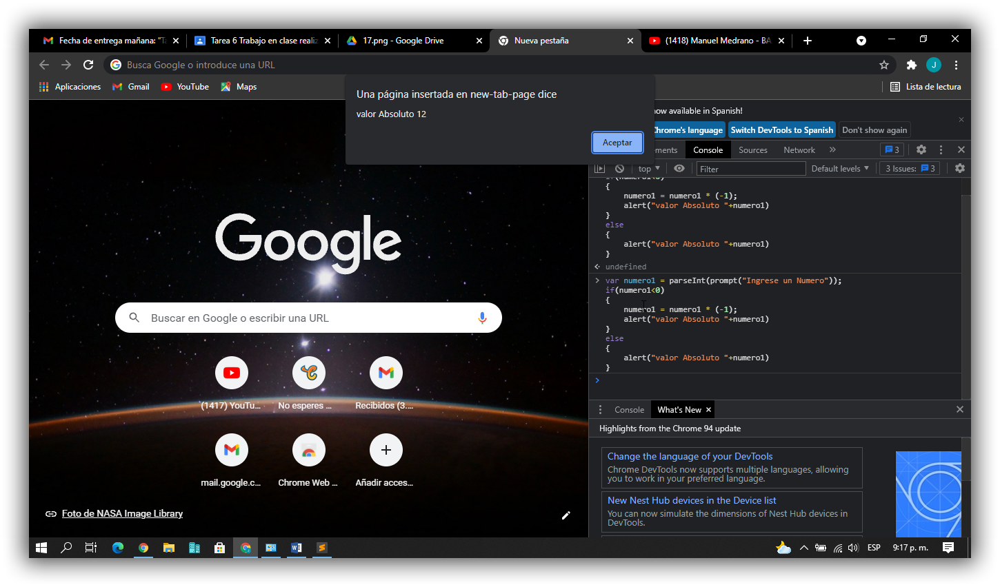 Fecha de entrega mañana: "Ta
Tarea 6 Trabajo en clase realiz
17.png - Google Drive
Nueva pestaña
(1418) Manuel Medrano - BA
Busca Google o introduce una URL
J
Aplicaciones
Gmail
YouTube
Maps
Lista de lectura
Una página insertada en new-tab-page dice
valor Absoluto 12
Aceptar
now available in Spanish!
Chrome's language
Switch DevTools to Spanish
Don't show again
ments
Console
Sources
Network
»
3
top
Filter
Default levels
3 Issues:
3
if(numero1<0)
{
numero1 = numero1 * (-1);
alert("valor Absoluto "+numero1)
}
else
{
alert("valor Absoluto "+numero1)
}
undefined
var numero1 = parseInt(prompt("Ingrese un Numero"));
if(numero1<0)
{
numero1 = numero1 * (-1);
alert("valor Absoluto "+numero1)
}
else
{
alert("valor Absoluto "+numero1)
}
Google
Buscar en Google o escribir una URL
(1417) YouTu...
No esperes ...
Recibidos (3....
mail.google.c...
Chrome Web ...
Añadir acces...
Foto de NASA Image Library
Console
What's New
Highlights from the Chrome 94 update
Change the language of your DevTools
Chrome DevTools now supports multiple languages, allowing
you to work in your preferred language.
New Nest Hub devices in the Device list
You can now simulate the dimensions of Nest Hub devices in
DevTools.
ESP
9:17 p. m.